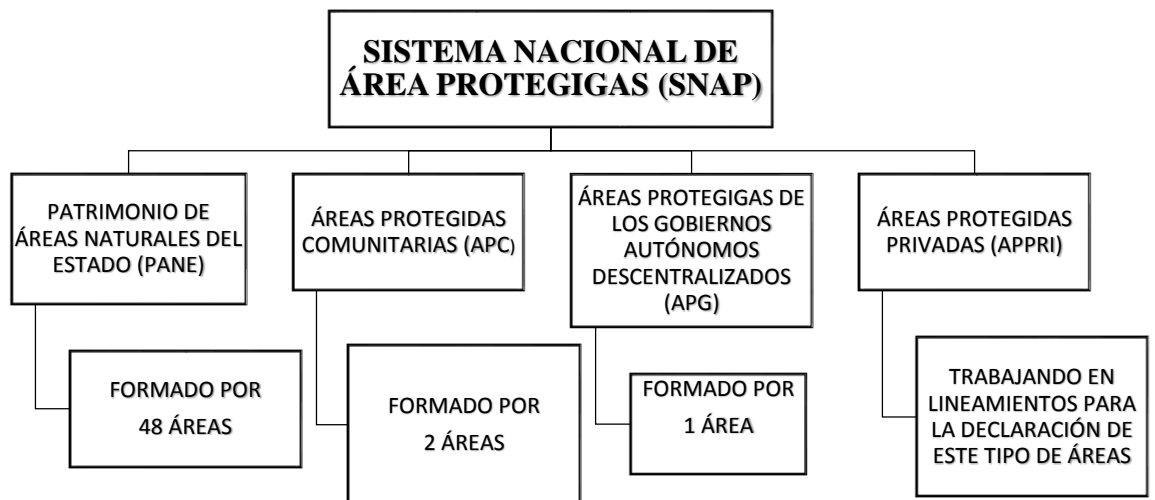 SISTEMA NACIONAL DE
ÁREA PROTEGIGAS (SNAP)
PATRIMONIO DE
ÁREAS NATURALES DEL
ESTADO (PANE)
ÁREAS PROTEGIDAS
COMUNITARIAS (APC)
ÁREAS PROTEGIGAS DE
LOS GOBIERNOS
AUTÓNOMOS
DESCENTRALIZADOS
(APG)
ÁREAS PROTEGIDAS
PRIVADAS (APPRI)
FORMADO POR
48 ÁREAS
FORMADO POR
2 ÁREAS
FORMADO POR
1 ÁREA
TRABAJANDO EN
LINEAMIENTOS PARA
LA DECLARACIÓN DE
ESTE TIPO DE ÁREAS